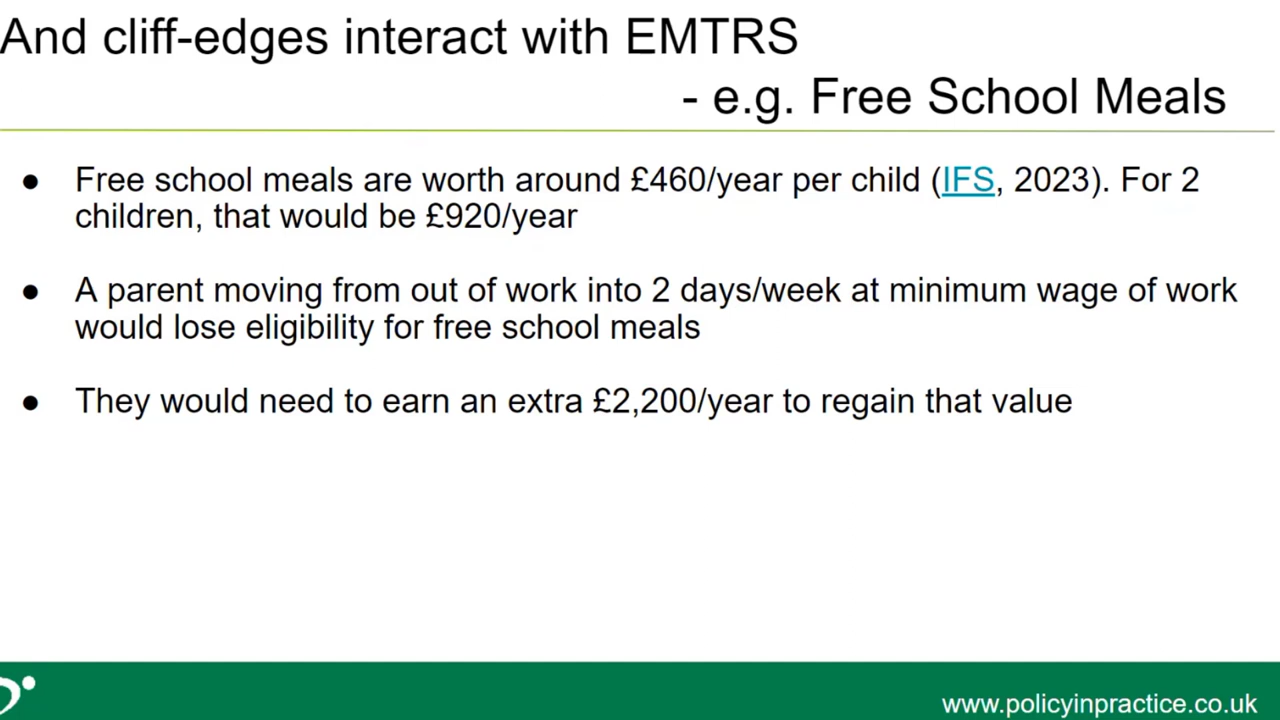 And cliff-edges interact with EMTRS
- e.g. Free School Meals
● Free school meals are worth around £460/year per child (IFS, 2023). For 2
children, that would be £920/year
● A parent moving from out of work into 2 days/week at minimum wage of work
would lose eligibility for free school meals
● They would need to earn an extra £2,200/year to regain that value
www.policyinpractice.co.uk